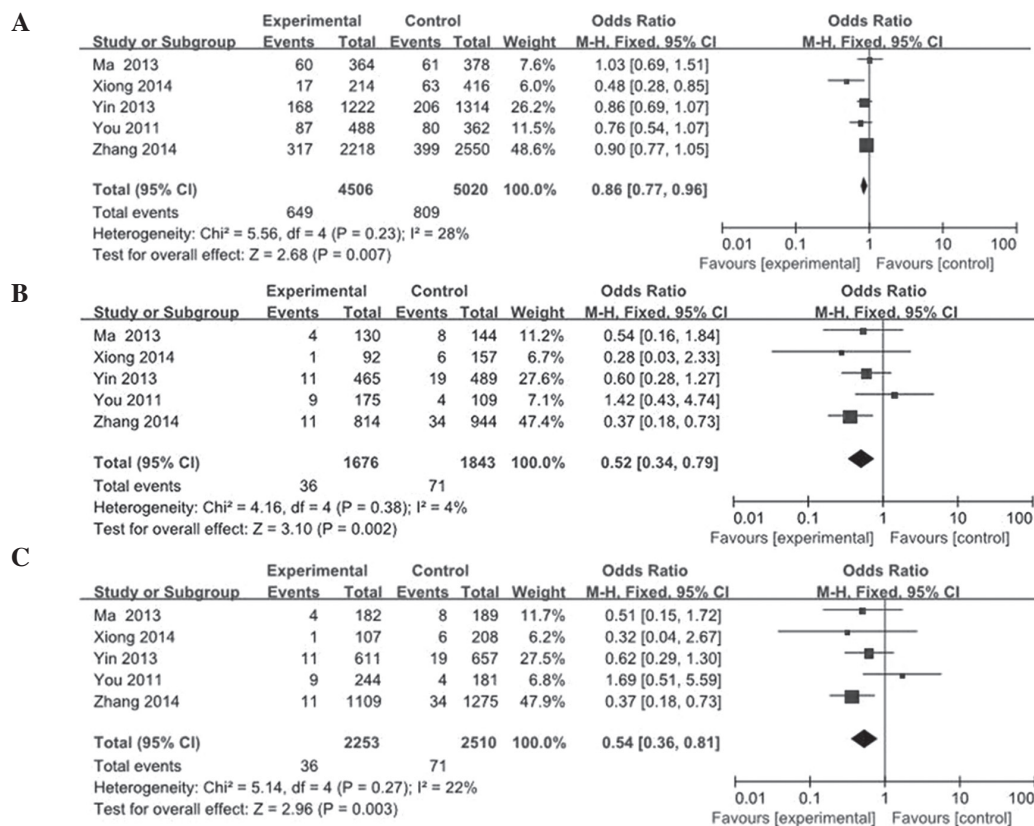 A
Experimental Control Odds Ratio Odds Ratio
Study or Subgroup Events Total Events Total Weight M-H, Fixed, 95% CI M-H, Fixed, 95% CI
Ma 2013 60 364 61 378 7.6% 1.03 [0.69, 1.51]
Xiong 2014 17 214 63 416 6.0% 0.48 [0.28, 0.85]
Yin 2013 168 1222 206 1314 26.2% 0.86 [0.69, 1.07]
You 2011 87 488 80 362 11.5% 0.76 [0.54, 1.07]
Zhang 2014 317 2218 399 2550 48.6% 0.90 [0.77, 1.05]
Total (95% CI) 4506 5020 100.0% 0.86 [0.77, 0.96]
Total events 649 809
Heterogeneity: Chi² = 5.56, df = 4 (P = 0.23); I² = 28%
Test for overall effect: Z = 2.68 (P = 0.007)
0.01 0.1 1 10 100
Favours [experimental] Favours [control]
B
Experimental Control Odds Ratio Odds Ratio
Study or Subgroup Events Total Events Total Weight M-H, Fixed, 95% CI M-H, Fixed, 95% CI
Ma 2013 4 130 8 144 11.2% 0.54 [0.16, 1.84]
Xiong 2014 1 92 6 157 6.7% 0.28 [0.03, 2.33]
Yin 2013 11 465 19 489 27.6% 0.60 [0.28, 1.27]
You 2011 9 175 4 109 7.1% 1.42 [0.43, 4.74]
Zhang 2014 11 814 34 944 47.4% 0.37 [0.18, 0.73]
Total (95% CI) 1676 1843 100.0% 0.52 [0.34, 0.79]
Total events 36 71
Heterogeneity: Chi² = 4.16, df = 4 (P = 0.38); I² = 4%
Test for overall effect: Z = 3.10 (P = 0.002)
0.01 0.1 1 10 100
Favours [experimental] Favours [control]
C
Experimental Control Odds Ratio Odds Ratio
Study or Subgroup Events Total Events Total Weight M-H, Fixed, 95% CI M-H, Fixed, 95% CI
Ma 2013 4 182 8 189 11.7% 0.51 [0.15, 1.72]
Xiong 2014 1 107 6 208 6.2% 0.32 [0.04, 2.67]
Yin 2013 11 611 19 657 27.5% 0.62 [0.29, 1.30]
You 2011 9 244 4 181 6.8% 1.69 [0.51, 5.59]
Zhang 2014 11 1109 34 1275 47.9% 0.37 [0.18, 0.73]
Total (95% CI) 2253 2510 100.0% 0.54 [0.36, 0.81]
Total events 36 71
Heterogeneity: Chi² = 5.14, df = 4 (P = 0.27); I² = 22%
Test for overall effect: Z = 2.96 (P = 0.003)
0.01 0.1 1 10 100
Favours [experimental] Favours [control]